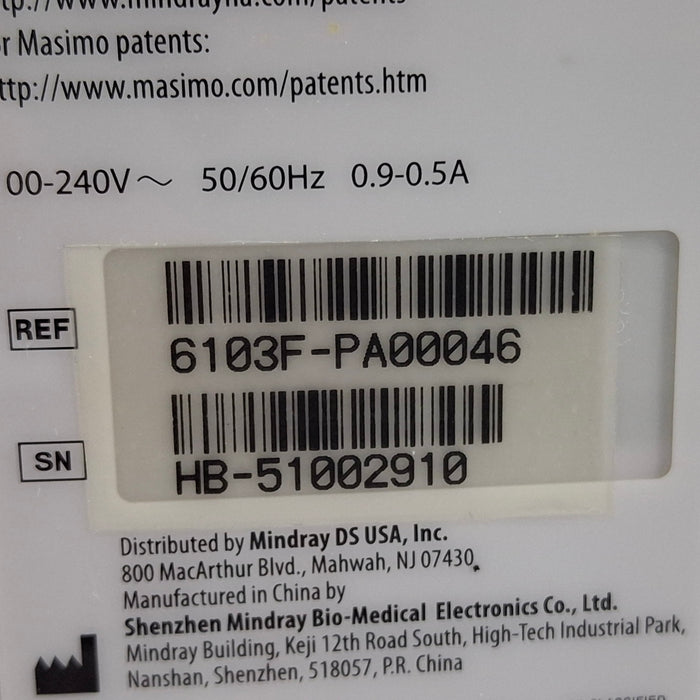 Masimo patents:
http://www.masimo.com/patents.htm
00-240V～ 50/60Hz 0.9-0.5A
REF
6103F-PA00046
SN
HB-51002910
Distributed by Mindray DS USA, Inc.
800 MacArthur Blvd., Mahwah, NJ 07430.
Manufactured in China by
Shenzhen Mindray Bio-Medical Electronics Co., Ltd.
Mindray Building, Keji 12th Road South, High-Tech Industrial Park,
Nanshan, Shenzhen, 518057, P.R. China